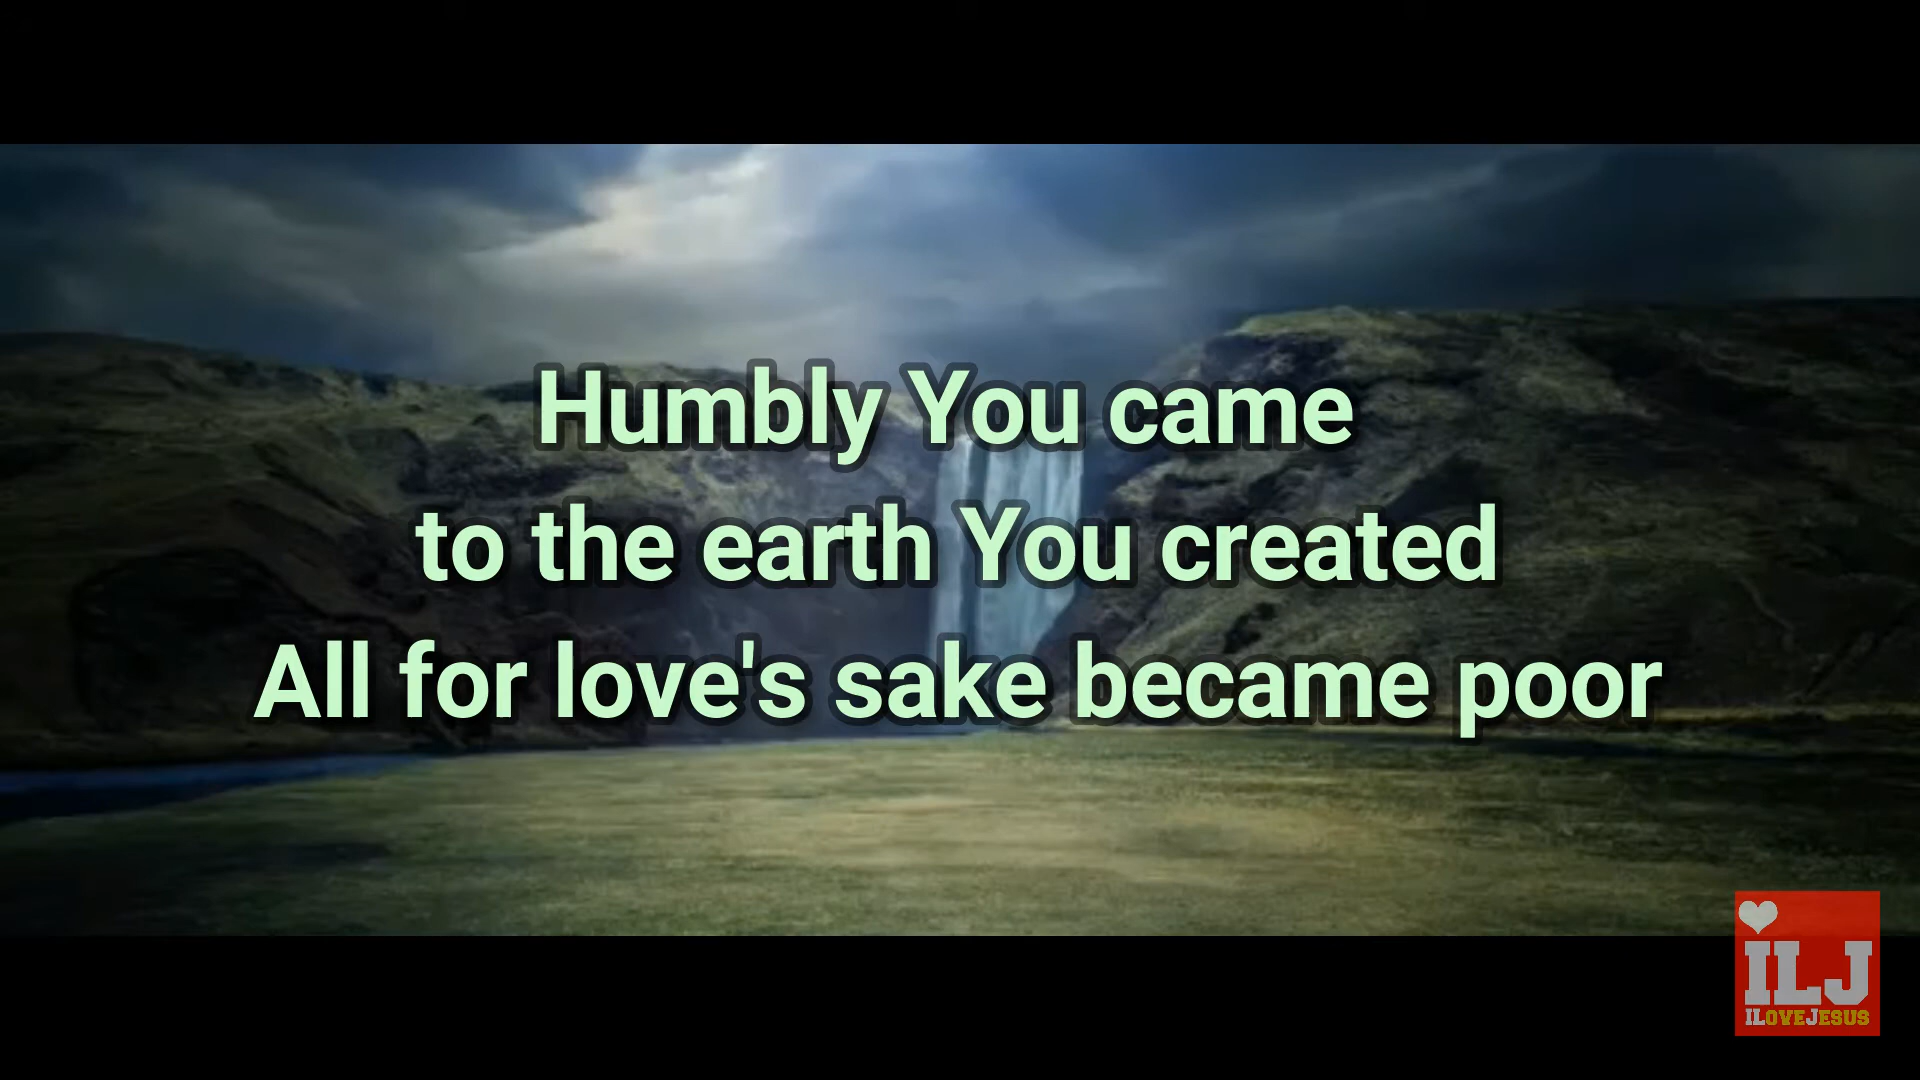 Humbly You came
to the earth You created
All for love's sake became poor
iLJ
ILOVEJESUS